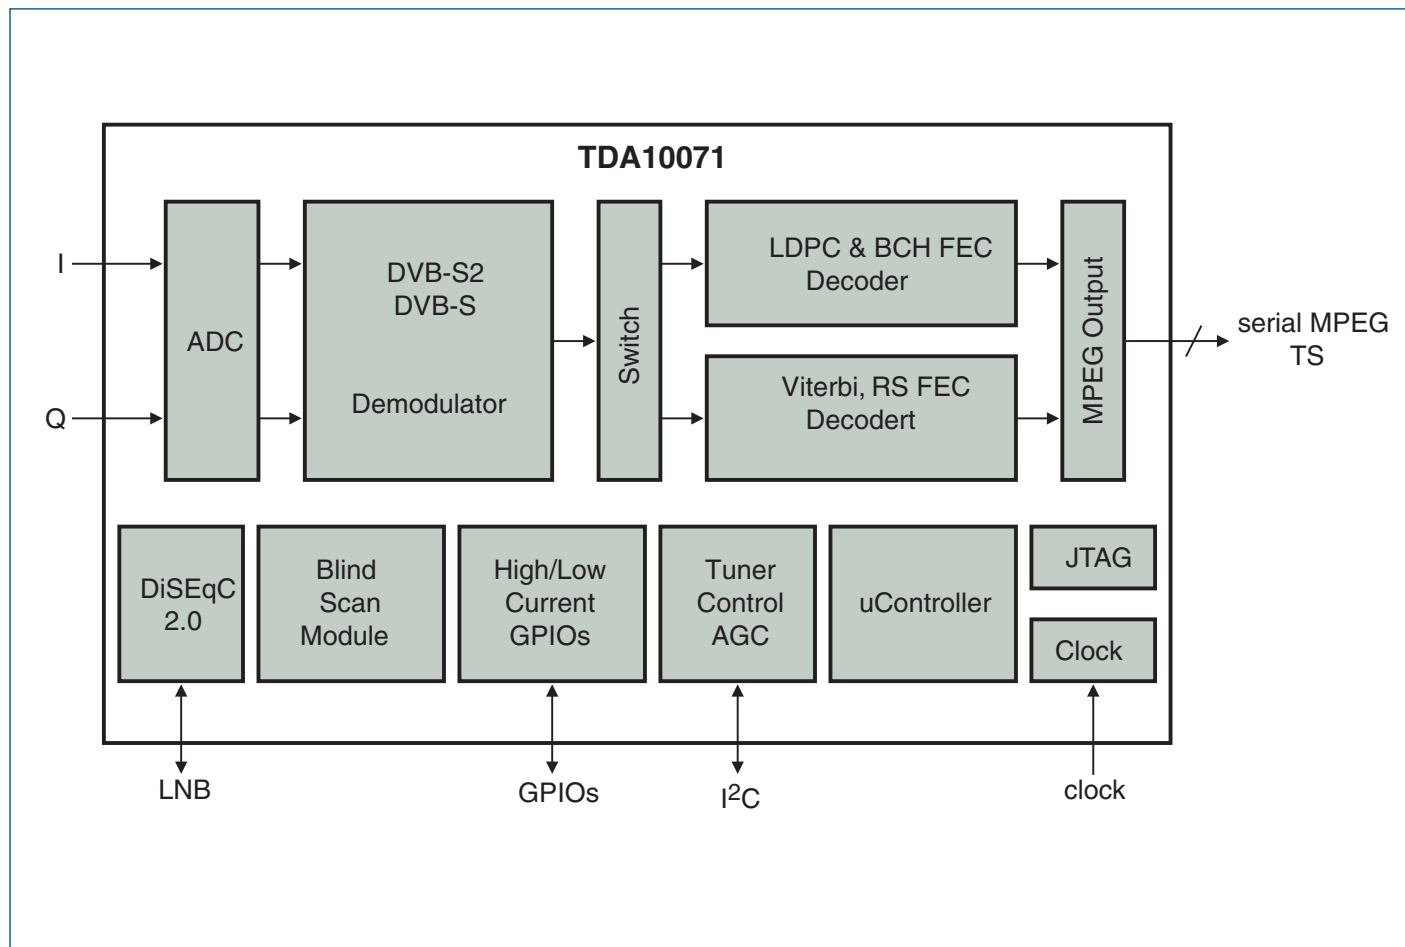 TDA10071
I
Q
ADC
DVB-S2
DVB-S
Demodulator
Switch
LDPC & BCH FEC
Decoder
Viterbi, RS FEC
Decodert
MPEG Output
serial MPEG
TS
DiSEqC
2.0
Blind
Scan
Module
High/Low
Current
GPIOs
Tuner
Control
AGC
uController
JTAG
Clock
LNB
GPIOs
I²C
clock